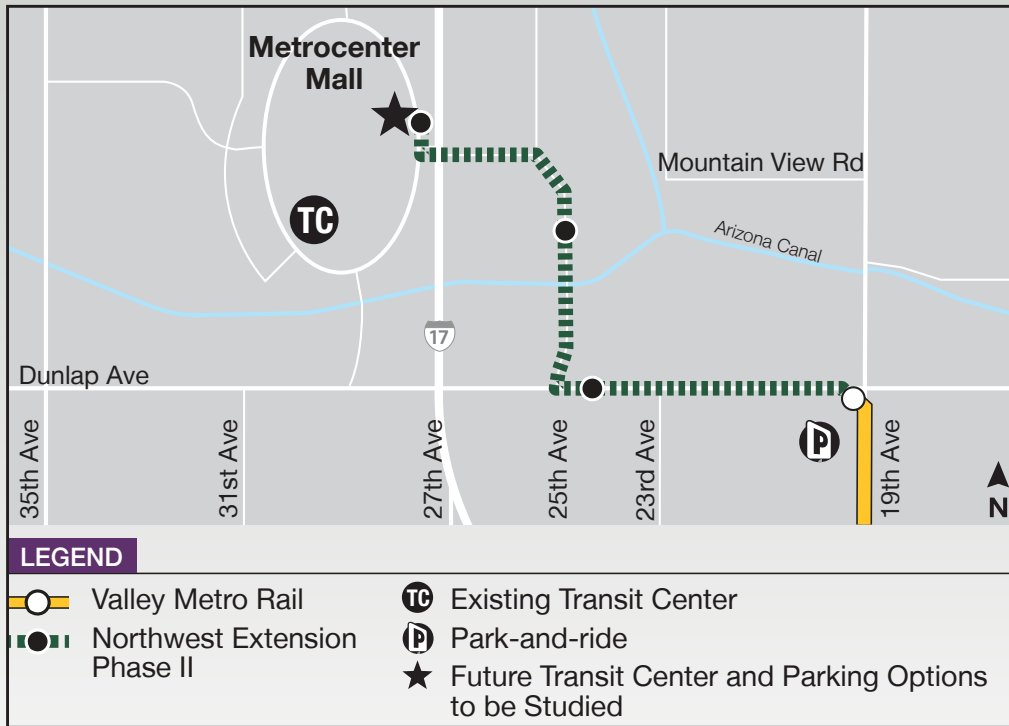 Metrocenter
Mall
Mountain View Rd
TC
Arizona Canal
17
Dunlap Ave
35th Ave
31st Ave
27th Ave
25th Ave
23rd Ave
P
19th Ave
N
LEGEND
Valley Metro Rail
Northwest Extension
Phase II
TC Existing Transit Center
P Park-and-ride
Future Transit Center and Parking Options
to be Studied